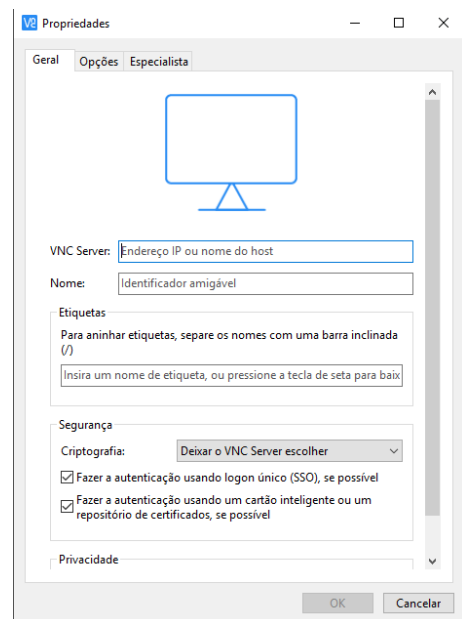 Propriedades
Geral Opções Especialista
VNC Server: Endereço IP ou nome do host
Nome: Identificador amigável
Etiquetas
Para aninhar etiquetas, separe os nomes com uma barra inclinada
(/)
Insira um nome de etiqueta, ou pressione a tecla de seta para baix
Segurança
Criptografia: Deixar o VNC Server escolher
Fazer a autenticação usando logon único (SSO), se possível
Fazer a autenticação usando um cartão inteligente ou um
repositório de certificados, se possível
Privacidade
OK Cancelar